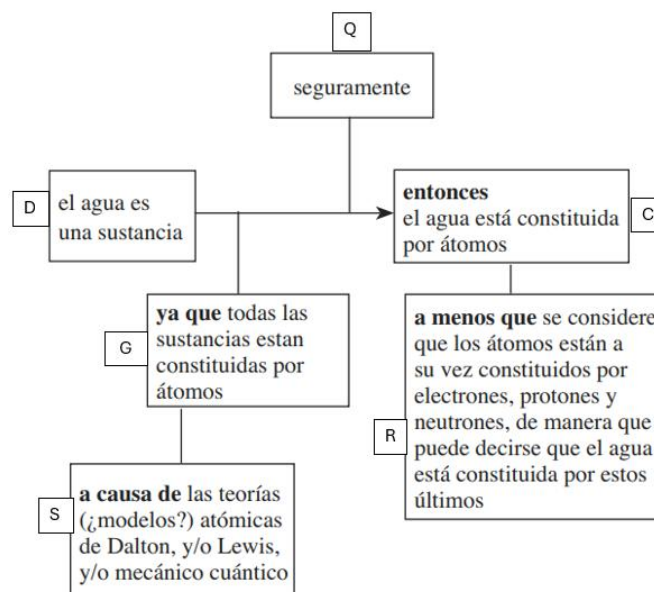 Q
seguramente
D
el agua es
una sustancia
entonces
el agua está constituida
por átomos
C
G
ya que todas las
sustancias estan
constituidas por
átomos
R
a menos que se considere
que los átomos están a
su vez constituidos por
electrones, protones y
neutrones, de manera que
puede decirse que el agua
está constituida por estos
últimos
S
a causa de las teorías
(¿modelos?) atómicas
de Dalton, y/o Lewis,
y/o mecánico cuántico